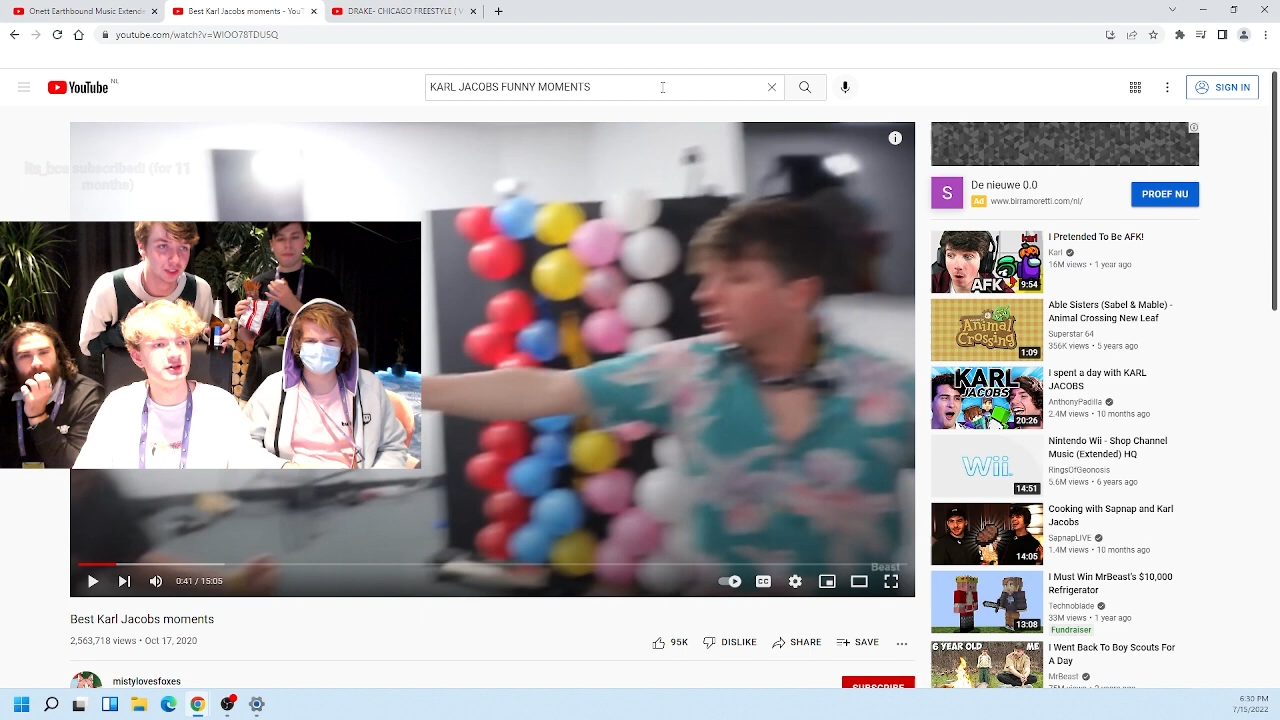 Onett Earthbound Music Extende
Best Karl Jacobs moments - YouT
DRAKE- CHICAGO FREESTYLE( V
youtube.com/watch?v=WIOO78TDUSQ
YouTube
NL
KARL JACOBS FUNNY MOMENTS
SIGN IN
subscribed! (for 11
months)
S
De nieuwe 0.0
Ad www.birramoretti.com/nl/
PROEF NU
AFK
9:54
I Pretended To Be AFK!
Karl
16M views • 1 year ago
Animal
Crossing
1:09
Able Sisters (Sabel & Mable) -
Animal Crossing New Leaf
Superstar 64
356K views • 5 years ago
KARL
JACOBS
20:26
I spent a day with KARL
JACOBS
AnthonyPadilla
2.4M views • 10 months ago
Wii
14:51
Nintendo Wii - Shop Channel
Music (Extended) HQ
RingsOfGeonosis
5.6M views • 6 years ago
14:05
Cooking with Sapnap and Karl
Jacobs
SapnapLIVE
1.4M views • 10 months ago
13:08
I Must Win MrBeast's $10,000
Refrigerator
Technoblade
33M views • 1 year ago
Fundraiser
6 YEAR OLD
ME
I Went Back To Boy Scouts For
A Day
MrBeast
Beast
0:41 / 15:05
Best Karl Jacobs moments
2,563,718 views • Oct 17, 2020
95K
DISLIKE
SHARE
SAVE
mistylovesfoxes
SUBSCRIBE
6:30 PM
7/15/2022